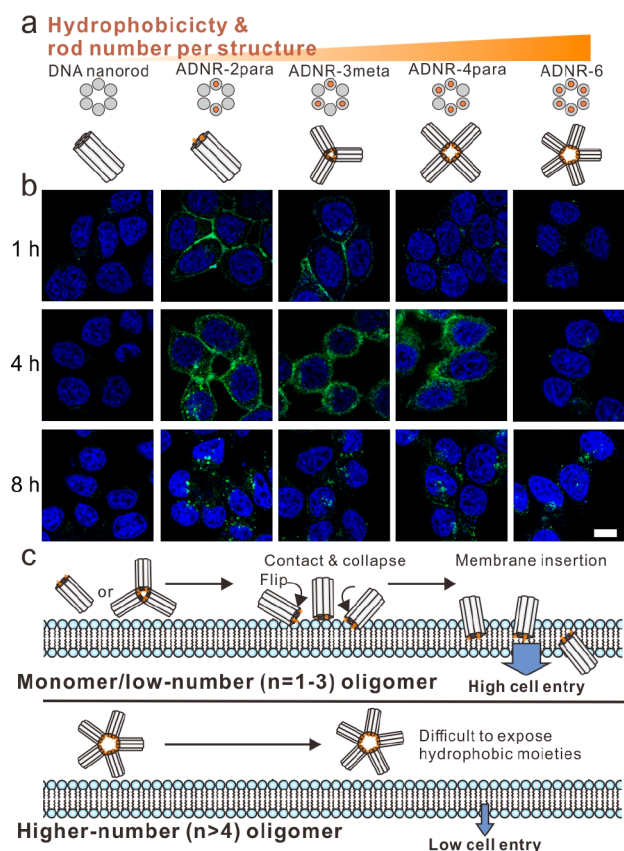 a Hydrophobicicty &
rod number per structure
DNA nanorod ADNR-2para ADNR-3meta ADNR-4para ADNR-6
b
1 h
4 h
8 h
c
or
Contact & collapse
Flip
Membrane insertion
Monomer/low-number (n=1-3) oligomer
High cell entry
Difficult to expose
hydrophobic moieties
Higher-number (n>4) oligomer
Low cell entry